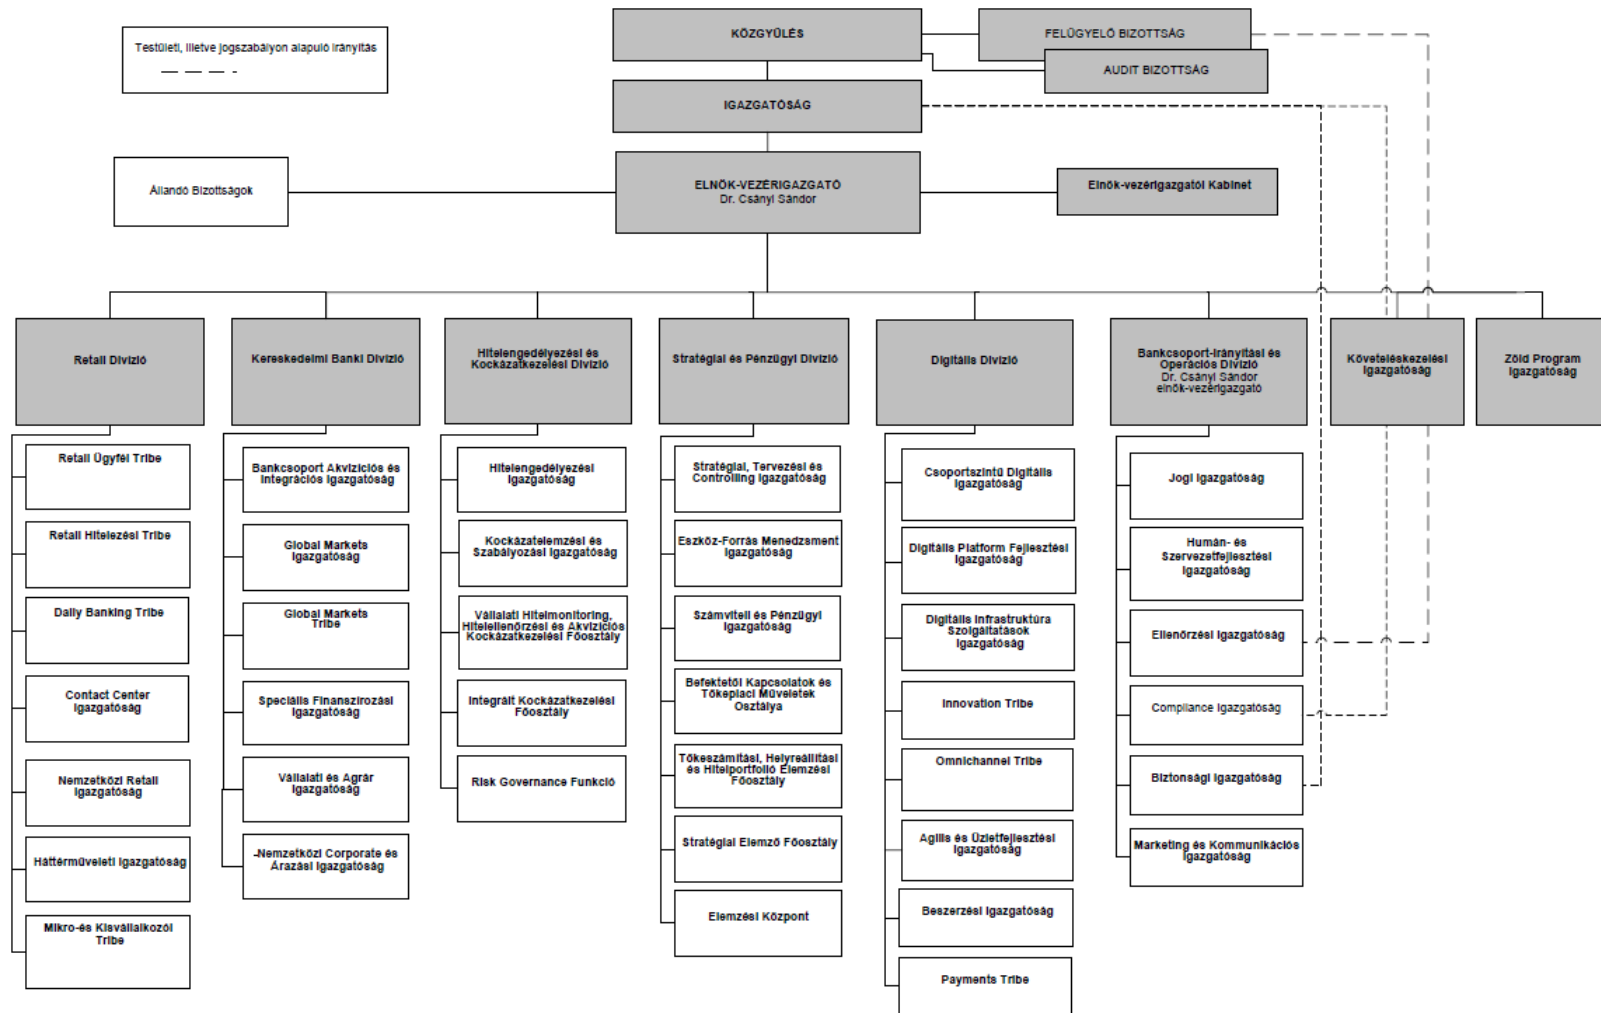 Testületi, illetve jogszabályon alapuló irányítás
KÖZGYŰLÉS
FELÜGYELŐ BIZOTTSÁG
AUDIT BIZOTTSÁG
IGAZGATÓSÁG
Állandó Bizottságok
ELNÖK-VEZÉRIGAZGATÓ
Dr. Csányi Sándor
Elnök-vezérigazgatói Kabinet
Retail Divízió
Kereskedelmi Banki Divízió
Hitelengedélyezési és
Kockázatkezelési Divízió
Stratégiai és Pénzügyi Divízió
Digitális Divízió
Bankcsoport-irányítási és
Operációs Divízió
Dr. Csányi Sándor
elnök-vezérigazgató
Követeléskezelési
Igazgatóság
Zöld Program
Igazgatóság
Retail Ügyfél Tribe
Retail Hitelezési Tribe
Daily Banking Tribe
Contact Center
Igazgatóság
Nemzetközi Retail
Igazgatóság
Háttérműveleti Igazgatóság
Mikro-és Kisvállalkozói
Tribe
Bankcsoport Akvizíciós és
Integrációs Igazgatóság
Global Markets
Igazgatóság
Global Markets
Tribe
Speciális Finanszírozási
Igazgatóság
Vállalati és Agrár
Igazgatóság
-Nemzetközi Corporate és
Árazási Igazgatóság
Hitelengedélyezési
Igazgatóság
Kockázatelemzési és
Szabályozási Igazgatóság
Vállalati Hitelmonitoring,
Hitelellenőrzési és Akvizíciós
Kockázatkezelési Főosztály
Integrált Kockázatkezelési
Főosztály
Risk Governance Funkció
Stratégiai, Tervezési és
Controlling Igazgatóság
Eszköz-Forrás Menedzsment
Igazgatóság
Számviteli és Pénzügyi
Igazgatóság
Befektetői Kapcsolatok és
Tőkepiaci Műveletek
Osztálya
Tőkeszámítási, Helyreállítási
és Hitelportfolió Elemzési
Főosztály
Stratégiai Elemző Főosztály
Elemzési Központ
Csoportszintű Digitális
Igazgatóság
Digitális Platform Fejlesztési
Igazgatóság
Digitális Infrastruktúra
Szolgáltatások
Igazgatóság
Innovation Tribe
Omnichannel Tribe
Agilis és Üzletfejlesztési
Igazgatóság
Beszerzési Igazgatóság
Payments Tribe
Jogi Igazgatóság
Humán- és
Szervezetfejlesztési
Igazgatóság
Ellenőrzési Igazgatóság
Compliance Igazgatóság
Biztonsági Igazgatóság
Marketing és Kommunikációs
Igazgatóság